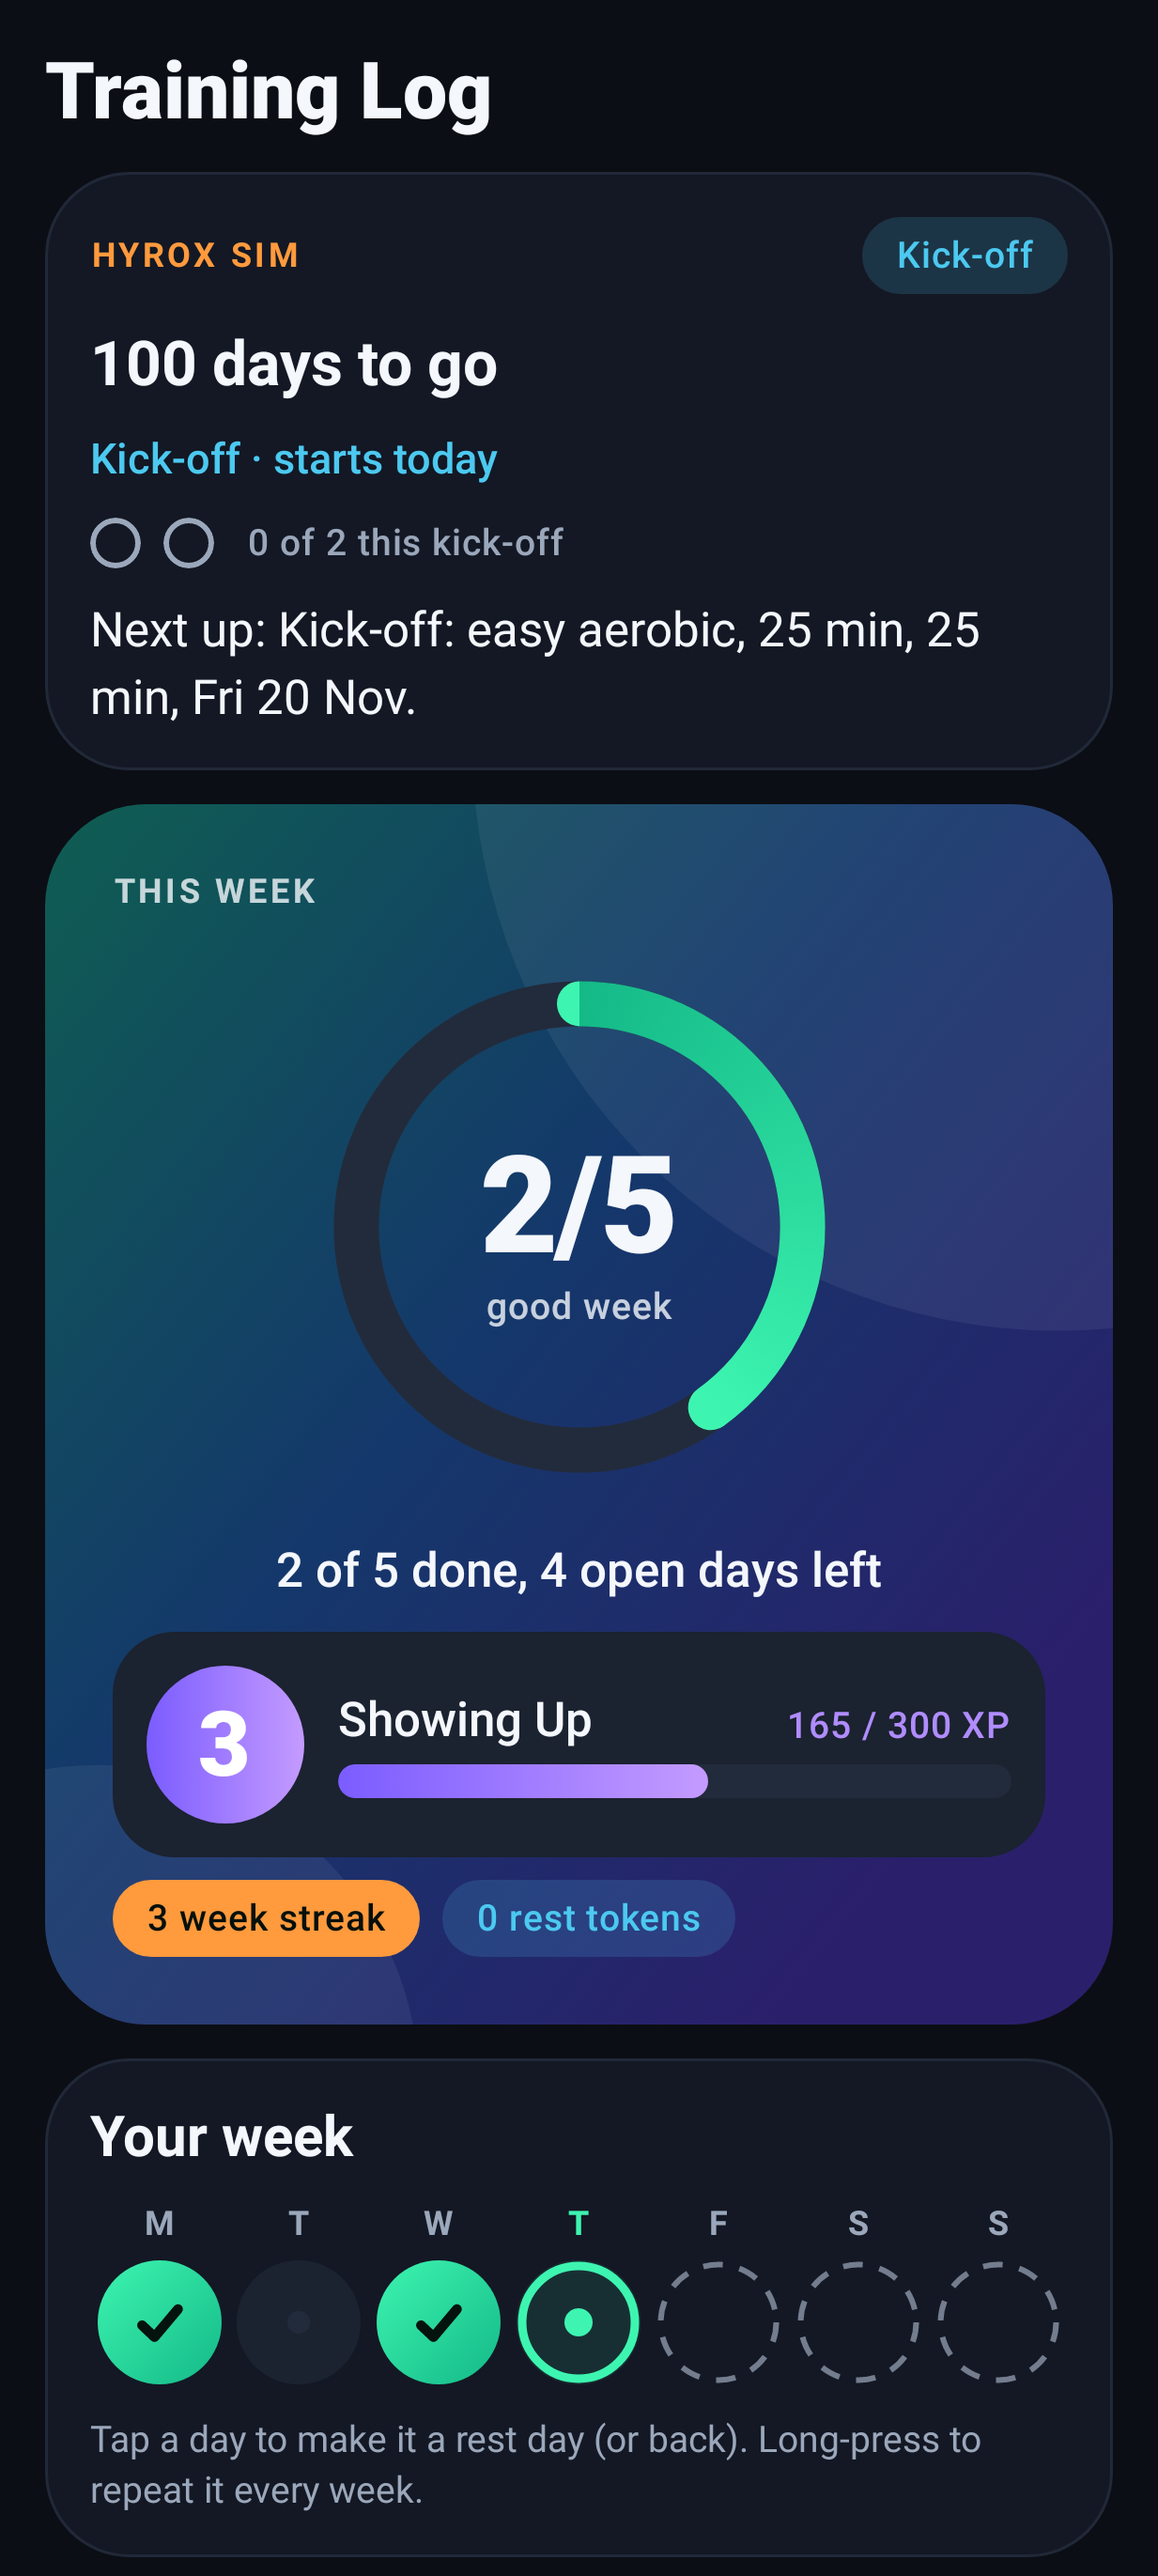 Training Log
HYROX SIM
Kick-off
100 days to go
Kick-off · starts today
0 of 2 this kick-off
Next up: Kick-off: easy aerobic, 25 min, 25
min, Fri 20 Nov.
THIS WEEK
2/5
good week
2 of 5 done, 4 open days left
3
Showing Up
165 / 300 XP
3 week streak
0 rest tokens
Your week
M T W T F S S
Tap a day to make it a rest day (or back). Long-press to
repeat it every week.